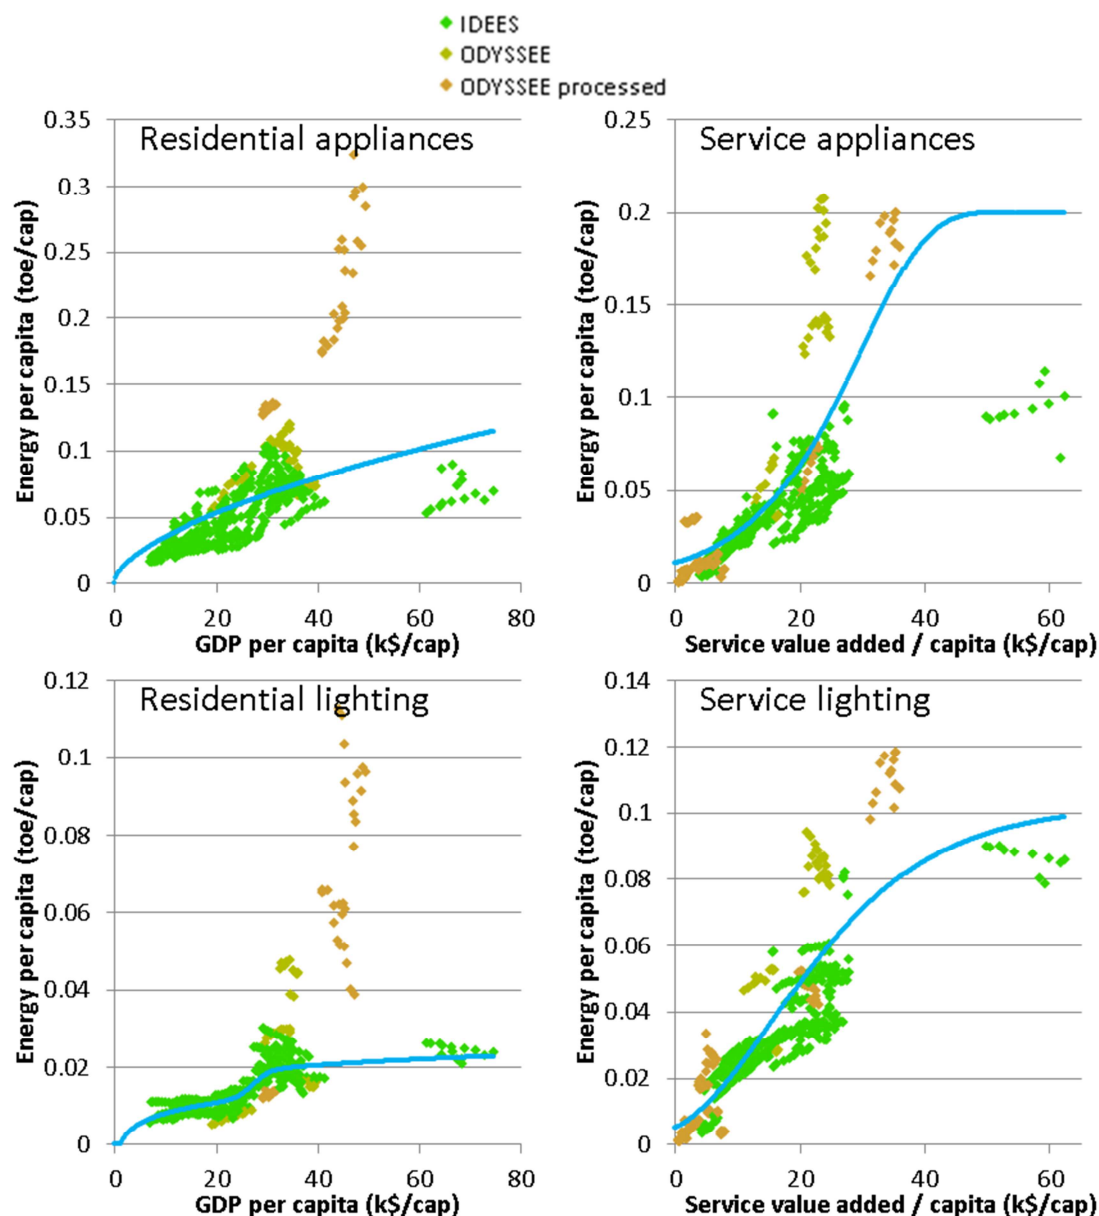 IDEES
ODYSSEE
ODYSSEE processed
Residential appliances
Energy per capita (toe/cap)
0.35
0.3
0.25
0.2
0.15
0.1
0.05
0
0 20 40 60 80
GDP per capita (k$/cap)
Service appliances
Energy per capita (toe/cap)
0.25
0.2
0.15
0.1
0.05
0
0 20 40 60
Service value added / capita (k$/cap)
Residential lighting
Energy per capita (toe/cap)
0.12
0.1
0.08
0.06
0.04
0.02
0
0 20 40 60 80
GDP per capita (k$/cap)
Service lighting
Energy per capita (toe/cap)
0.14
0.12
0.1
0.08
0.06
0.04
0.02
0
0 20 40 60
Service value added / capita (k$/cap)